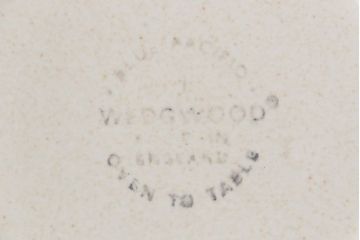 BLUE PACIFIC
WEDGWOOD®
ENGLAND
OVEN TO TABLE